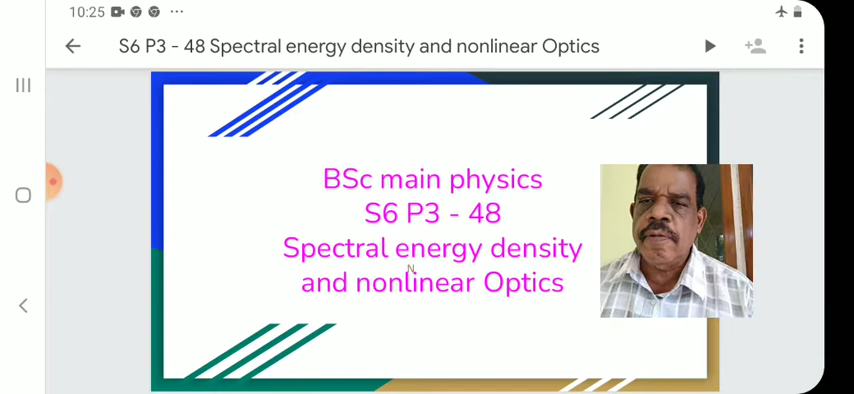 10:25
S6 P3 - 48 Spectral energy density and nonlinear Optics
BSc main physics
S6 P3 - 48
Spectral energy density
N
and nonlinear Optics